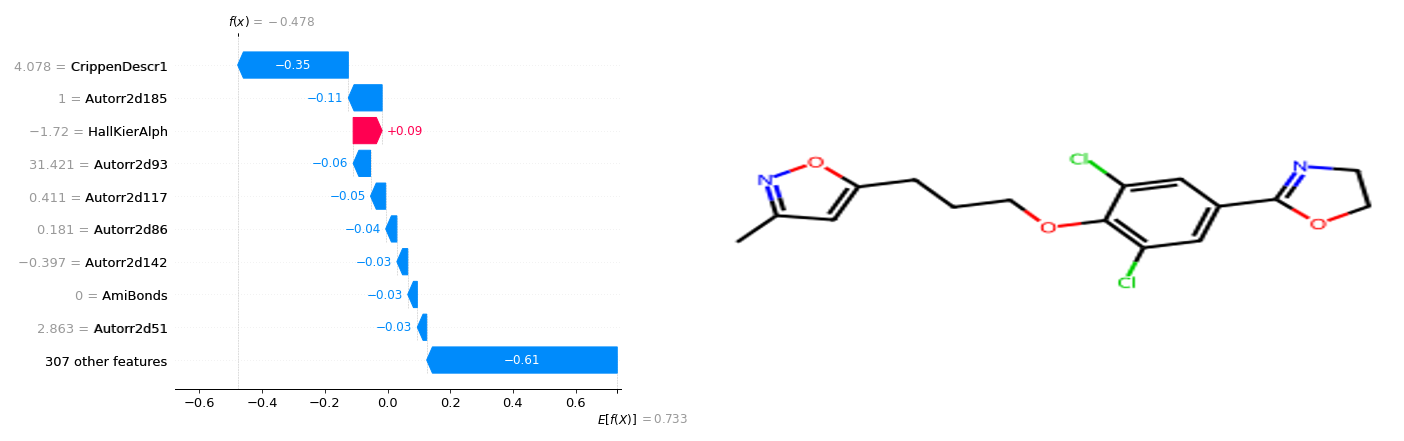 f(x) = −0.478
4.078 = CrippenDescr1
−0.35
1 = Autorr2d185
−0.11
−1.72 = HallKierAlph
+0.09
31.421 = Autorr2d93
−0.06
0.411 = Autorr2d117
−0.05
0.181 = Autorr2d86
−0.04
−0.397 = Autorr2d142
−0.03
0 = AmiBonds
−0.03
2.863 = Autorr2d51
−0.03
307 other features
−0.61
−0.6 −0.4 −0.2 0.0 0.2 0.4 0.6
E[f(X)] = 0.733
N O O Cl Cl N O